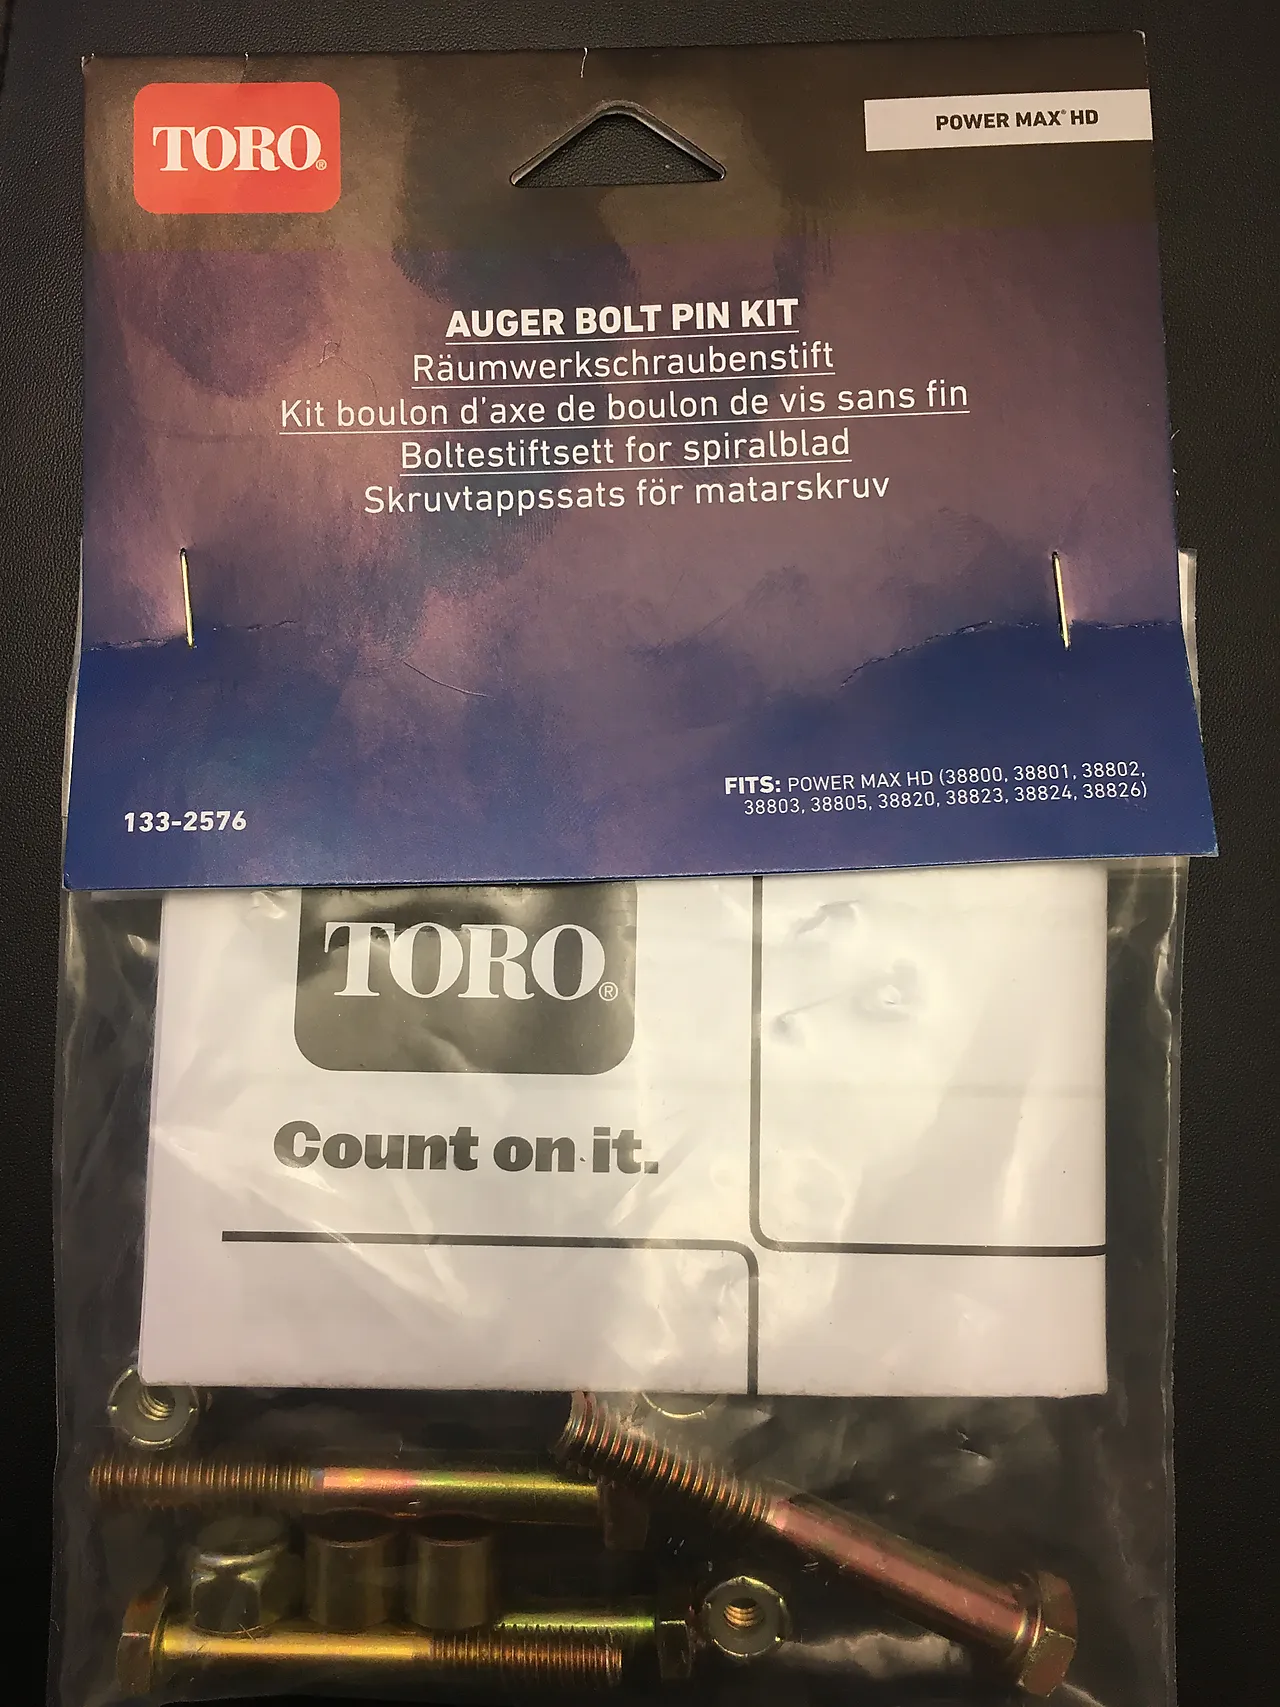 TORO®
POWER MAX® HD
AUGER BOLT PIN KIT
Räumwerkschraubenstift
Kit boulon d'axe de boulon de vis sans fin
Boltestiftsett for spiralblad
Skruvtappssats för matarskruv
133-2576
FITS: POWER MAX HD (38800, 38801, 38802,
38803, 38805, 38820, 38823, 38824, 38826)
TORO®
Count on it.